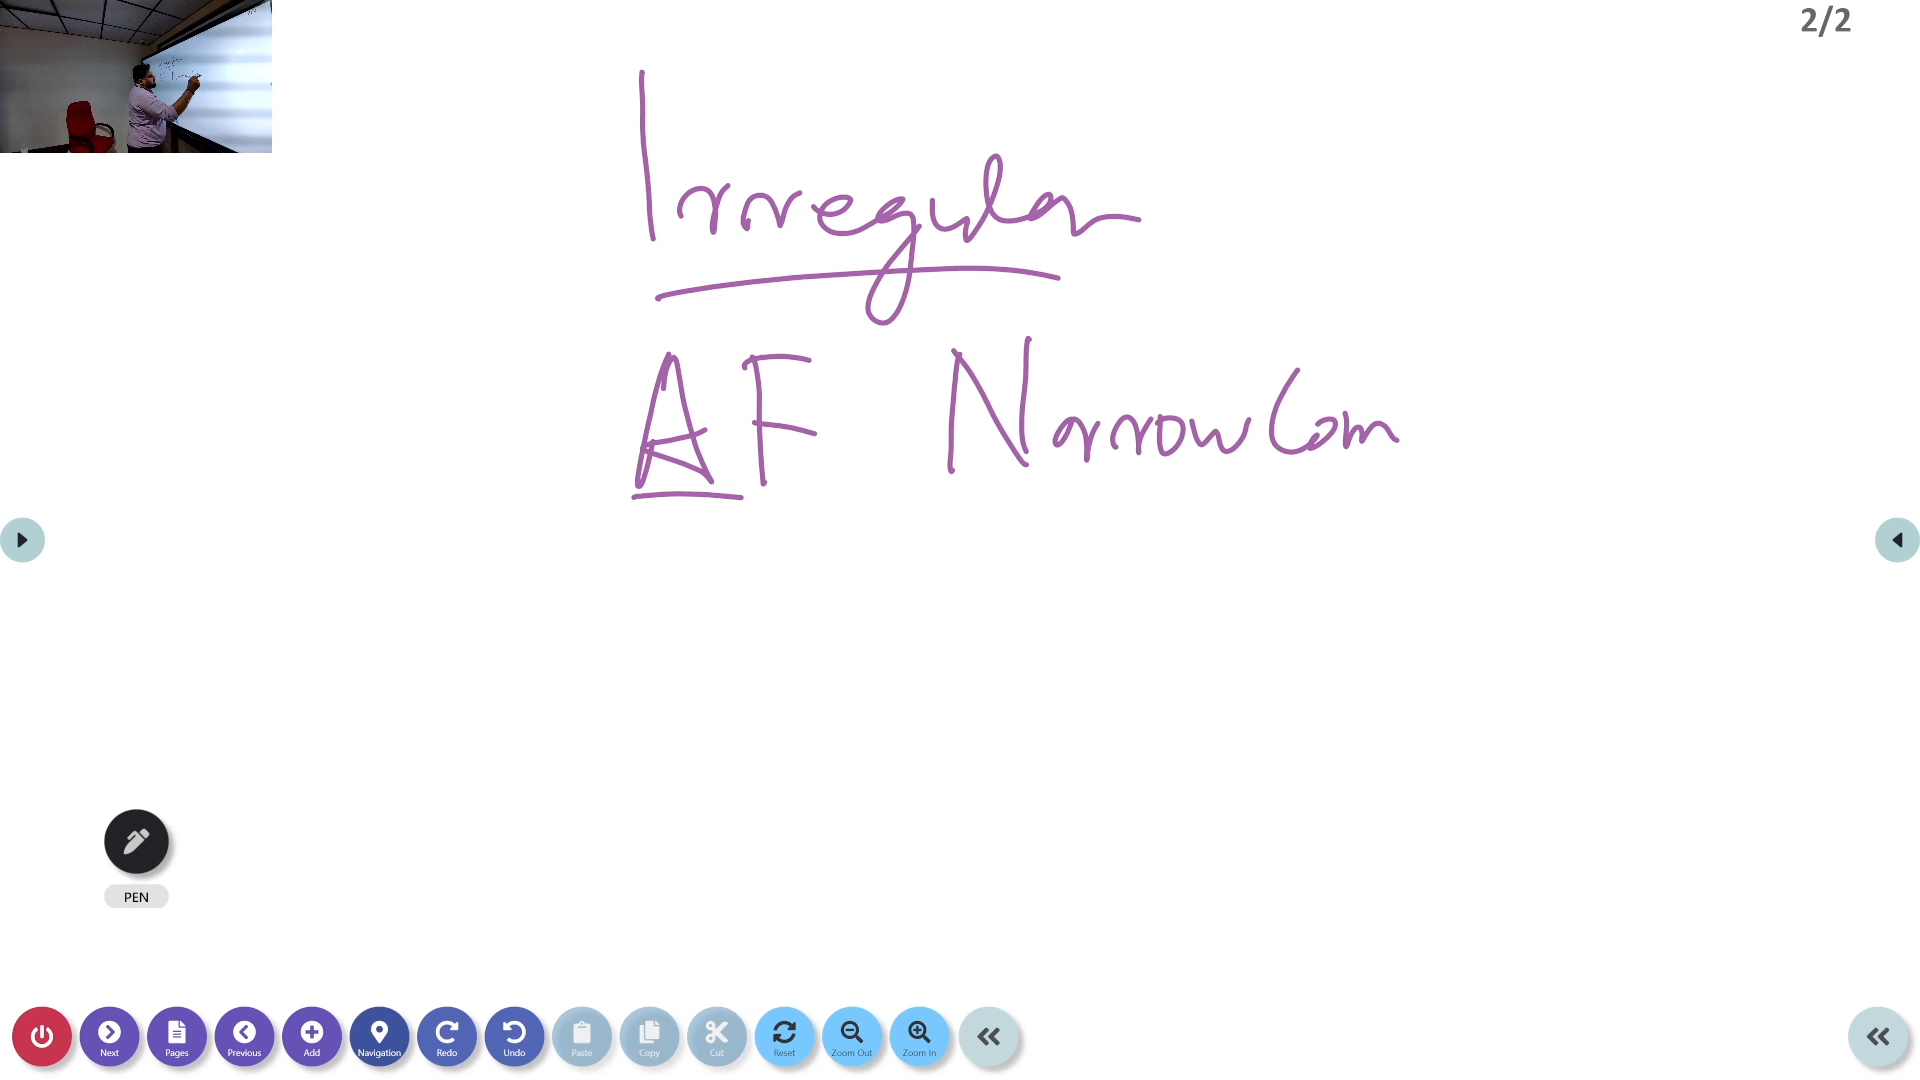 2/2
Irregular
AF Narrow Com
PEN
Next Pages Previous Add Navigation Redo Undo Paste Copy Cut Reset Zoom Out Zoom In